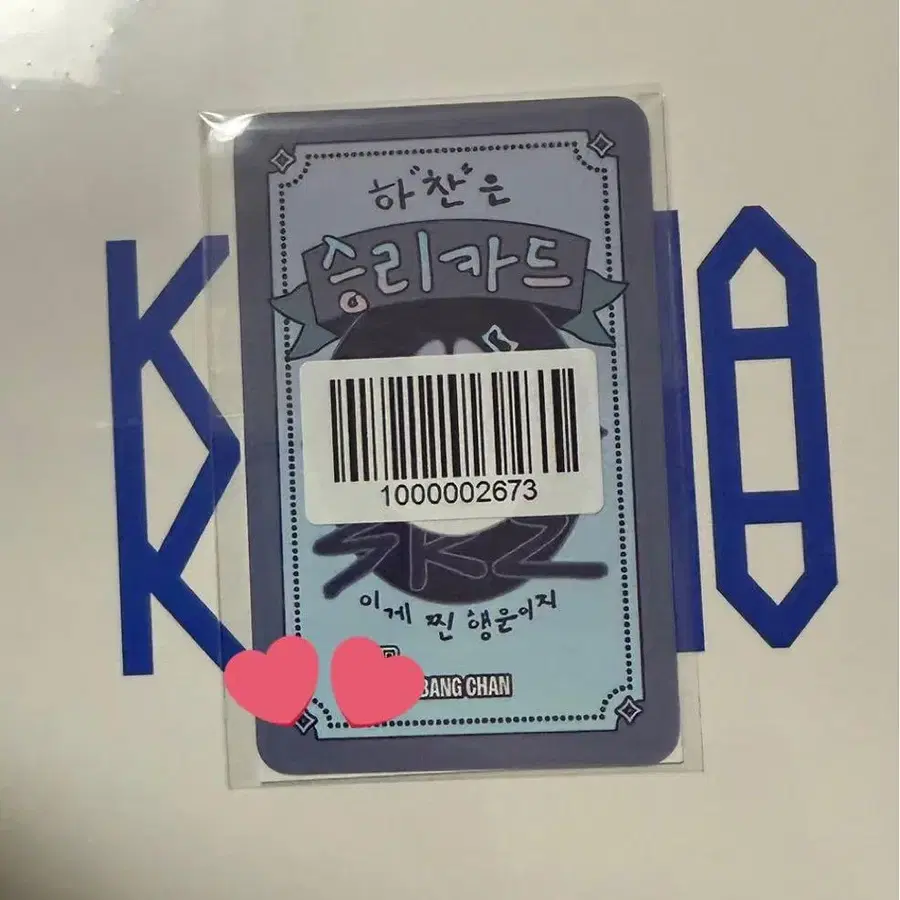 하"찬"은
승리카드
1000002673
SKZ
이게 찐 행운이지
BANG CHAN